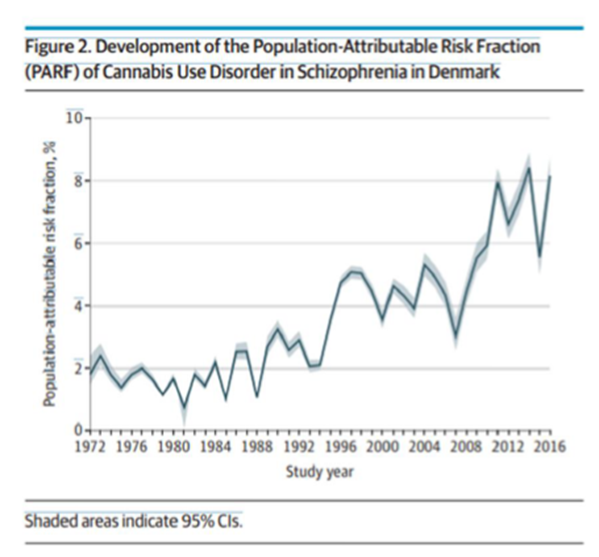 Figure 2. Development of the Population-Attributable Risk Fraction
(PARF) of Cannabis Use Disorder in Schizophrenia in Denmark
Population-attributable risk fraction, %
10
8
6
4
2
0
1972 1976 1980 1984 1988 1992 1996 2000 2004 2008 2012 2016
Study year
Shaded areas indicate 95% CIs.